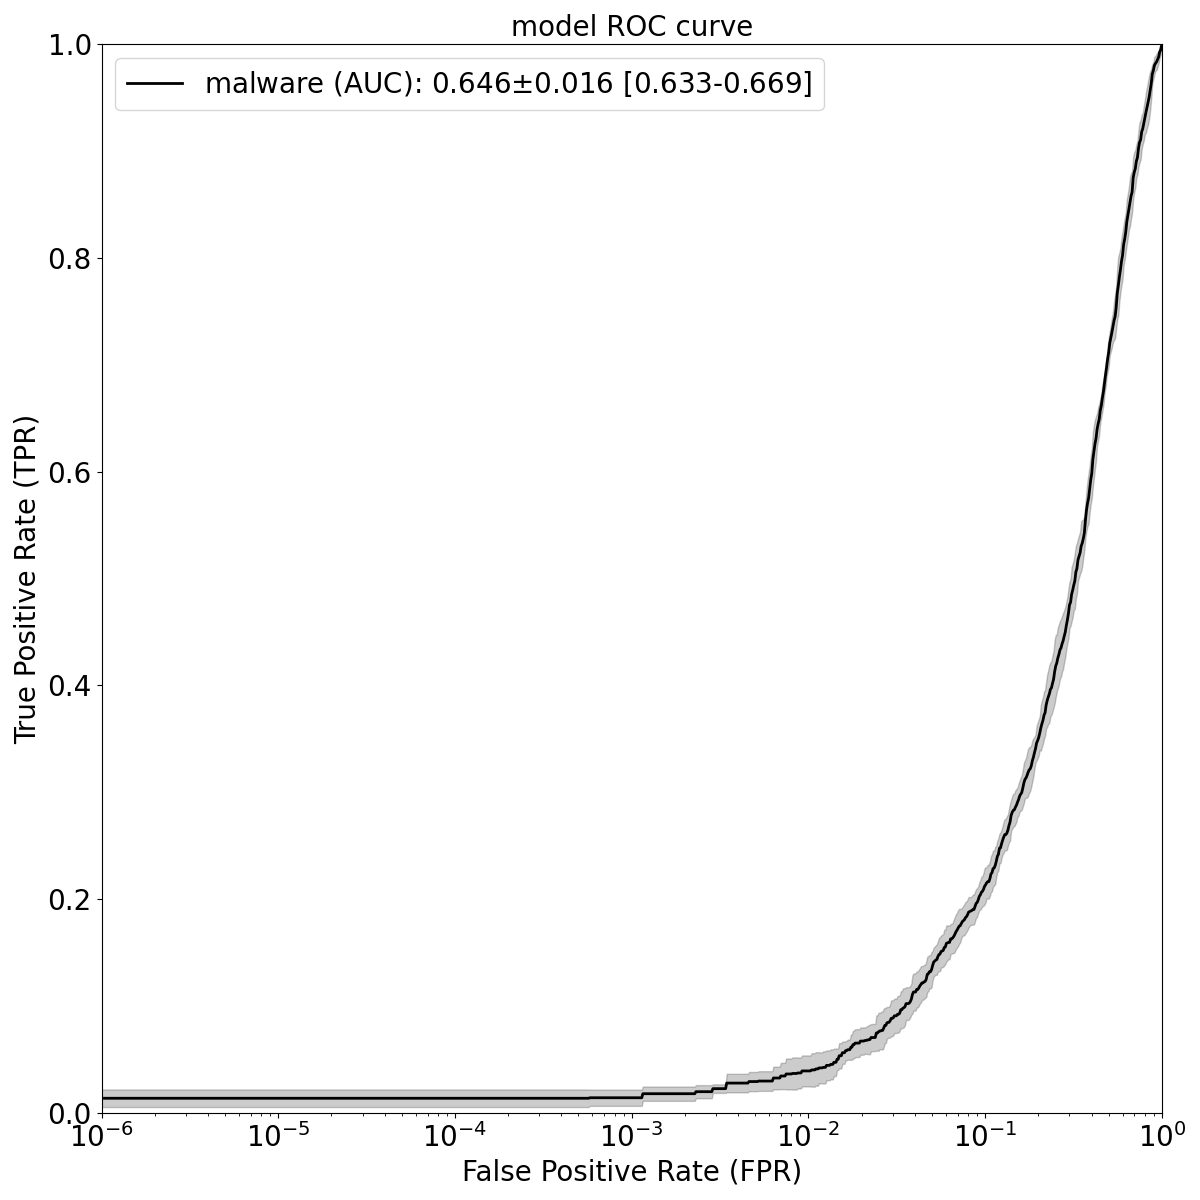 model ROC curve
malware (AUC): 0.646±0.016 [0.633-0.669]
1.0
0.8
0.6
0.4
0.2
0.0
True Positive Rate (TPR)
10⁻⁶ 10⁻⁵ 10⁻⁴ 10⁻³ 10⁻² 10⁻¹ 10⁰
False Positive Rate (FPR)